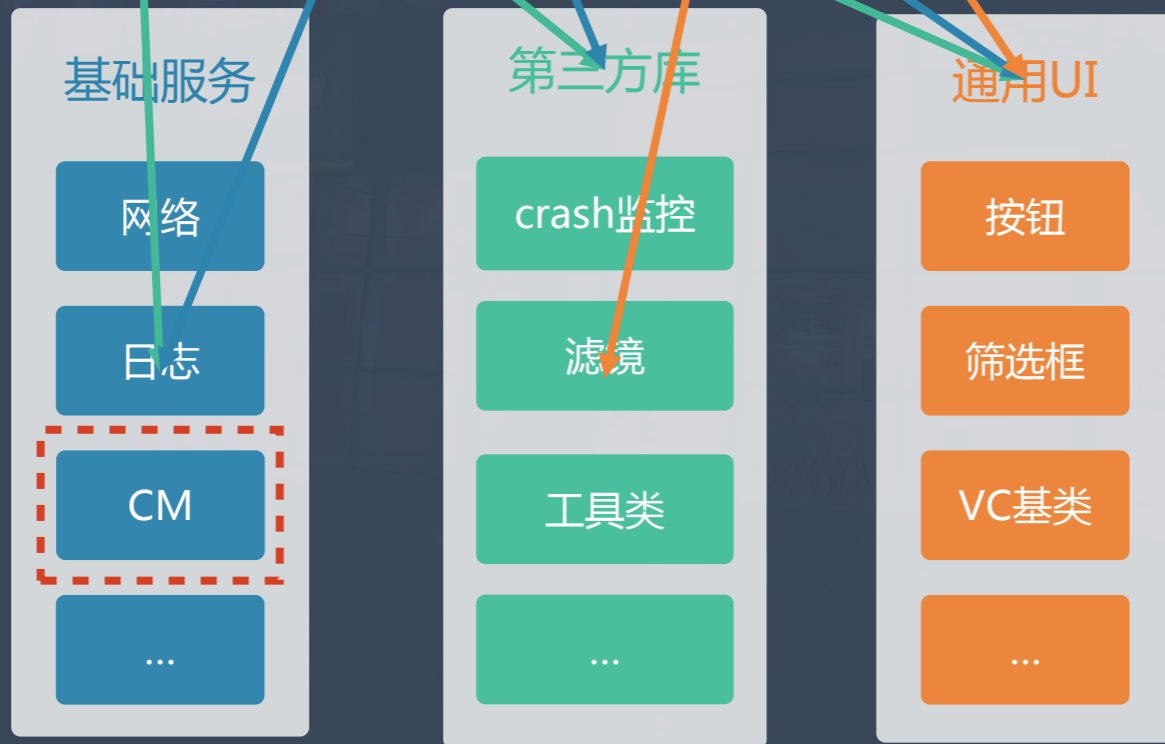 基础服务
网络
日志
CM
...
第三方库
crash监控
滤镜
工具类
...
通用UI
按钮
筛选框
VC基类
...